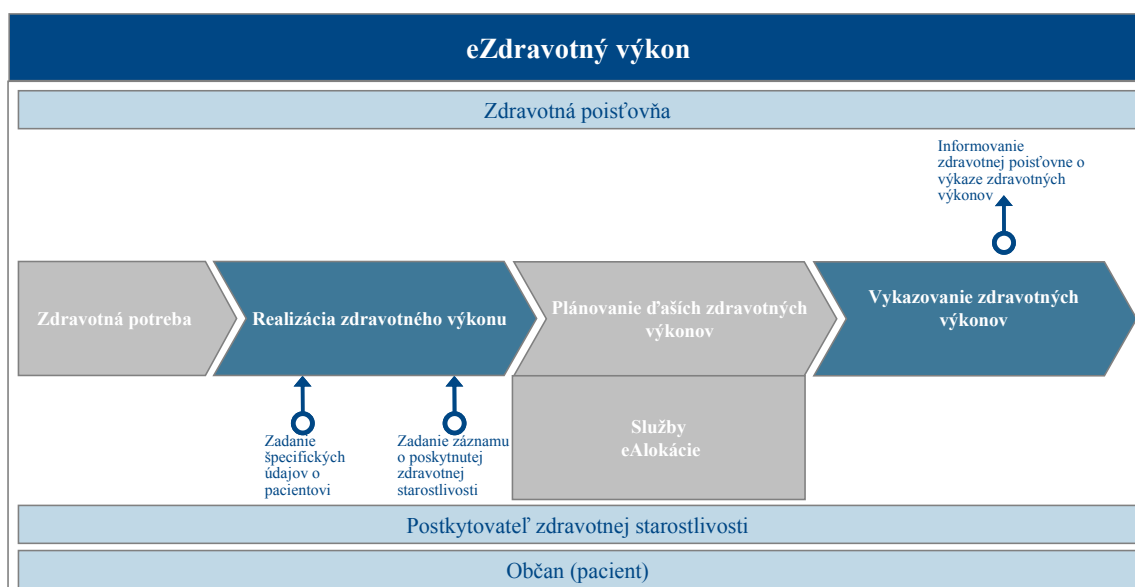 eZdravotný výkon
Zdravotná poisťovňa
Informovanie
zdravotnej poisťovne o
výkaze zdravotných
výkonov
Zdravotná potreba
Realizácia zdravotného výkonu
Plánovanie ďaších zdravotných
výkonov
Vykazovanie zdravotných
výkonov
Služby
eAlokácie
Zadanie
špecifických
údajov o
pacientovi
Zadanie záznamu
o poskytnutej
zdravotnej
starostlivosti
Postkytovateľ zdravotnej starostlivosti
Občan (pacient)